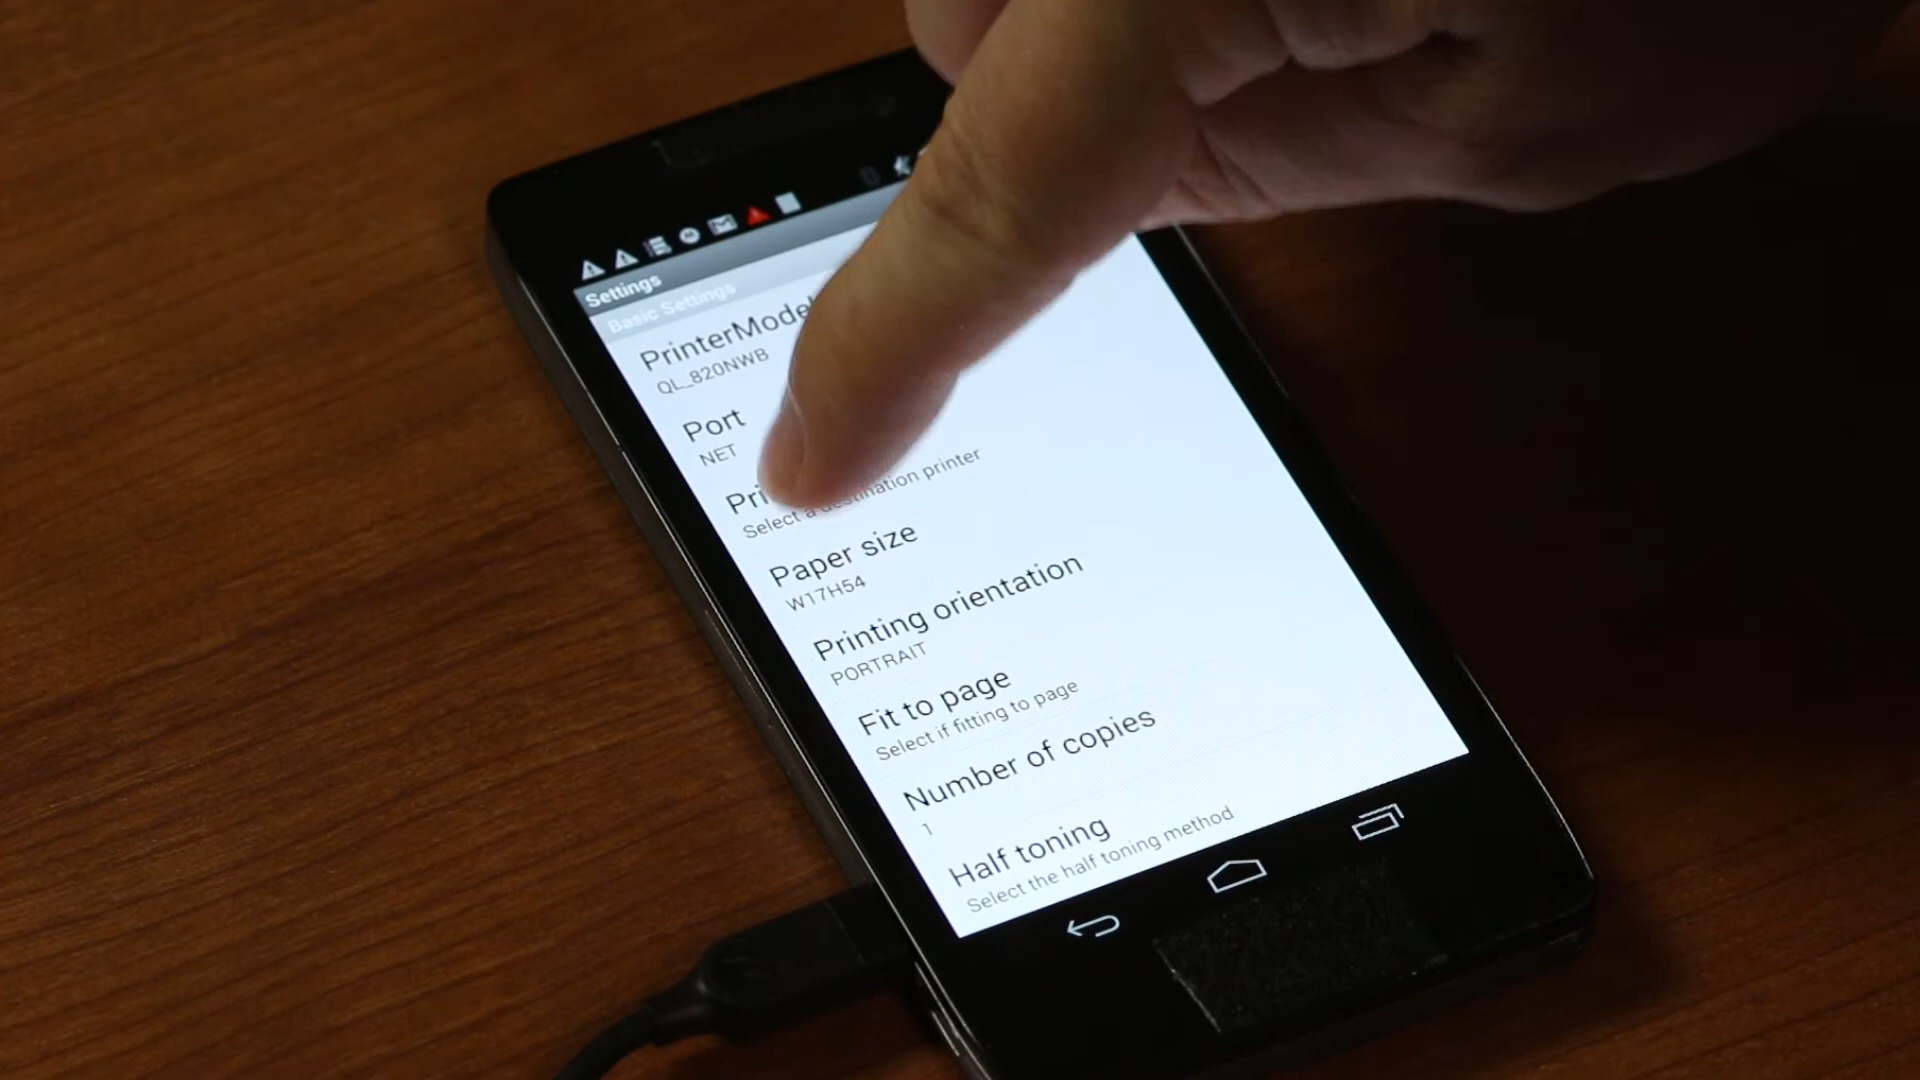 Settings
Basic Settings
PrinterModel
QL_820NWB
Port
NET
Select a destination printer
Paper size
W17H54
Printing orientation
PORTRAIT
Fit to page
Select if fitting to page
Number of copies
1
Half toning
Select the half toning method